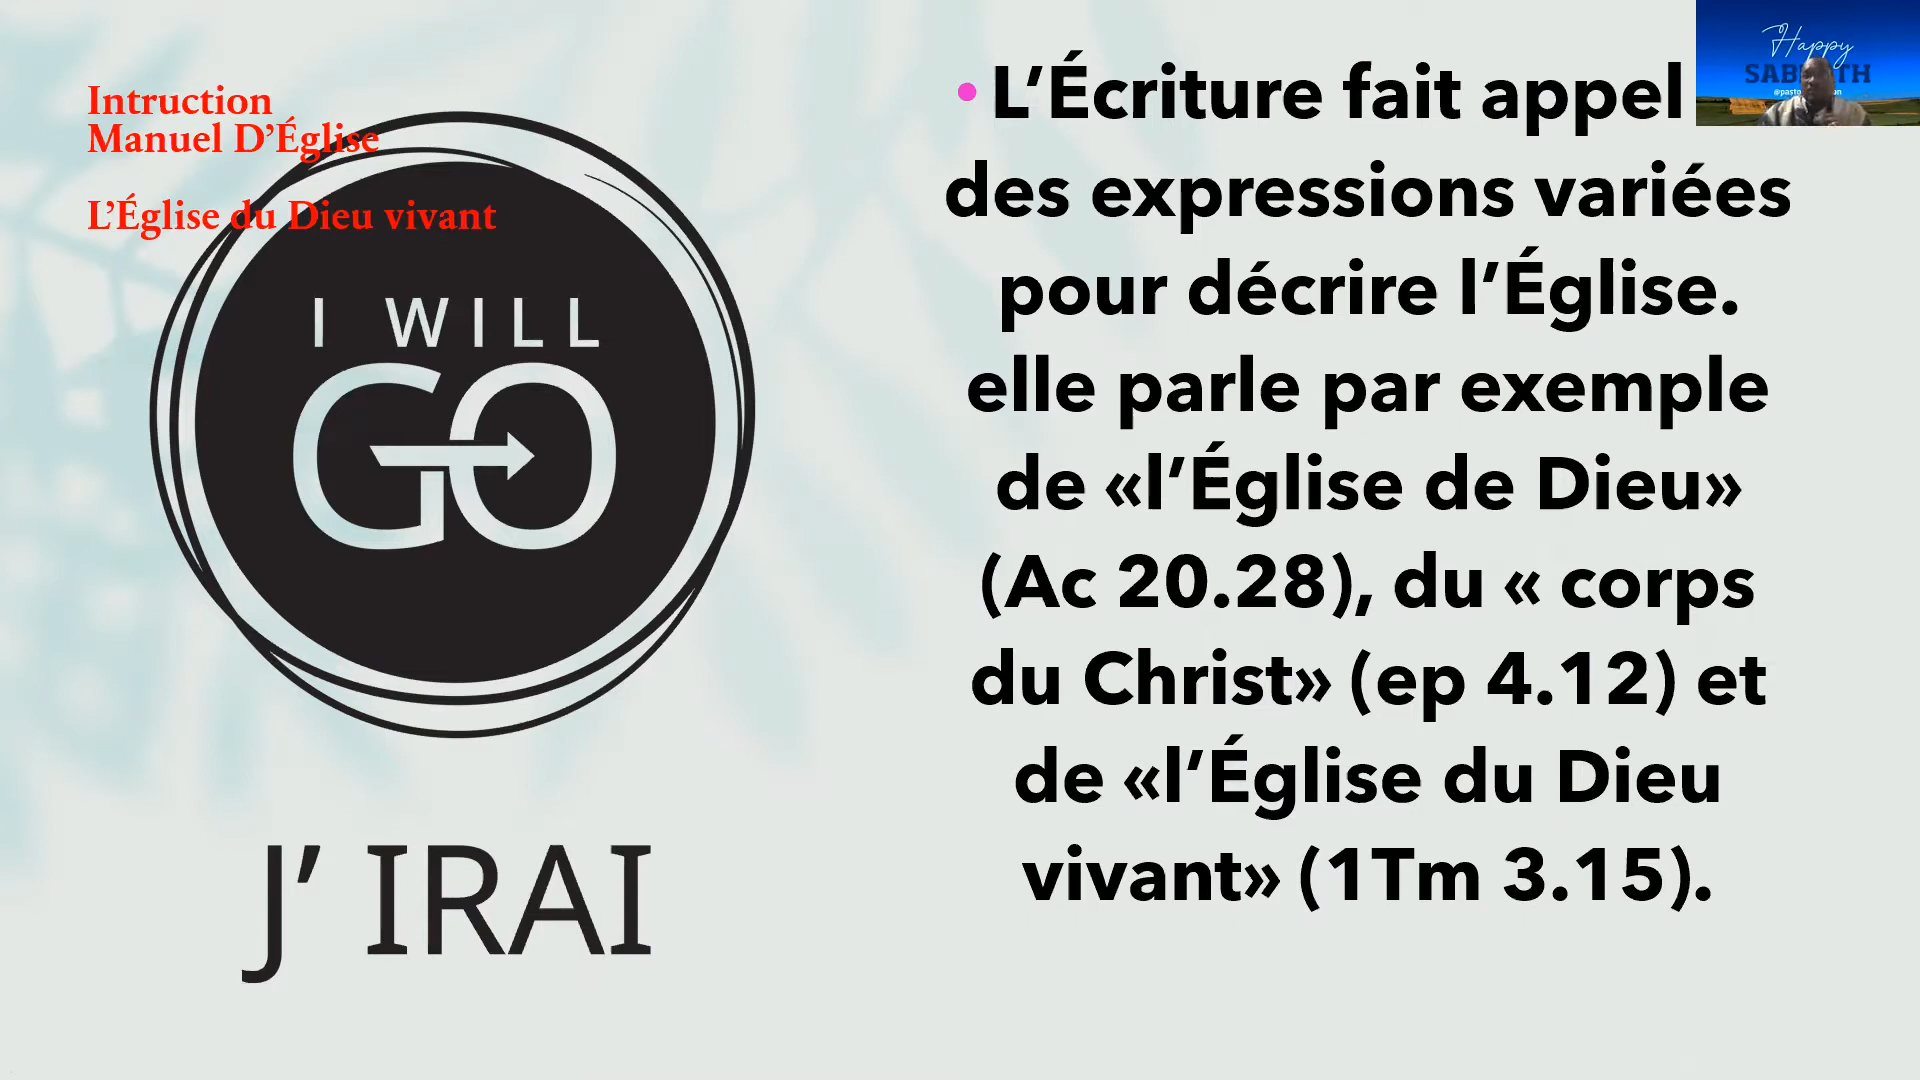 Intruction
Manuel D’Église
L’Église du Dieu vivant
I WILL
GO
J’ IRAI
• L’Écriture fait appel
des expressions variées
pour décrire l’Église.
elle parle par exemple
de «l’Église de Dieu»
(Ac 20.28), du « corps
du Christ» (ep 4.12) et
de «l’Église du Dieu
vivant» (1Tm 3.15).
Happy